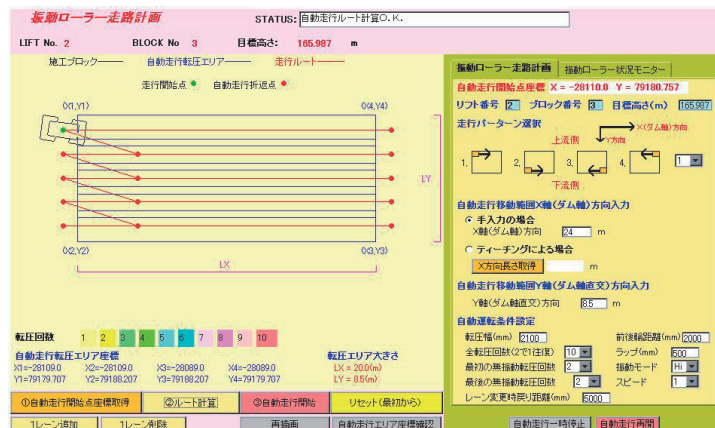 振動ローラー走路計画 STATUS: 自動走行ルート計算O.K.
LIFT No. 2 BLOCK No 3 目標高さ: 165.987 m
施工ブロック―― 自動走行転圧エリア―― 走行ルート――
走行開始点 ● 自動走行折返点 ●
(X1,Y1) (X4,Y4)
LY
(X2,Y2) (X3,Y3)
LX
転圧回数 1 2 3 4 5 6 7 8 9 10
自動走行転圧エリア座標 転圧エリア大きさ
X1=-28109.0 X2=-28109.0 X3=-28089.0 X4=-28089.0 LX = 20.0(m)
Y1=79179.707 Y2=79188.207 Y3=79188.207 Y4=79179.707 LY = 8.5(m)
①自動走行開始点座標取得 ②ルート計算 ③自動走行開始 リセット(最初から)
1レーン追加 1レーン削除 再描画 自動走行エリア座標確認
振動ローラー走路計画 振動ローラー状況モニター
自動走行開始点座標 X = -28110.0 Y = 79180.757
リフト番号 2 ブロック番号 3 目標高さ(m) 165.987
走行パーターン選択
上流側 X(ダム軸)方向
Y方向
1. 2. 3. 4. 1
下流側
自動走行移動範囲X軸(ダム軸)方向入力
手入力の場合
X軸(ダム軸)方向 24 m
ティーチングによる場合
X方向長さ取得 m
自動走行移動範囲Y軸(ダム軸直交)方向入力
Y軸(ダム軸直交)方向 8.5 m
自動運転条件設定
転圧幅(mm) 2100 前後輪距離(mm) 2000
全転圧回数(2で1往復) 10 ラップ(mm) 500
最初の無振動転圧回数 2 振動モード Hi
最後の無振動転圧回数 2 スピード 1
レーン変更時戻り距離(mm) 5000
自動走行一時停止 自動走行再開